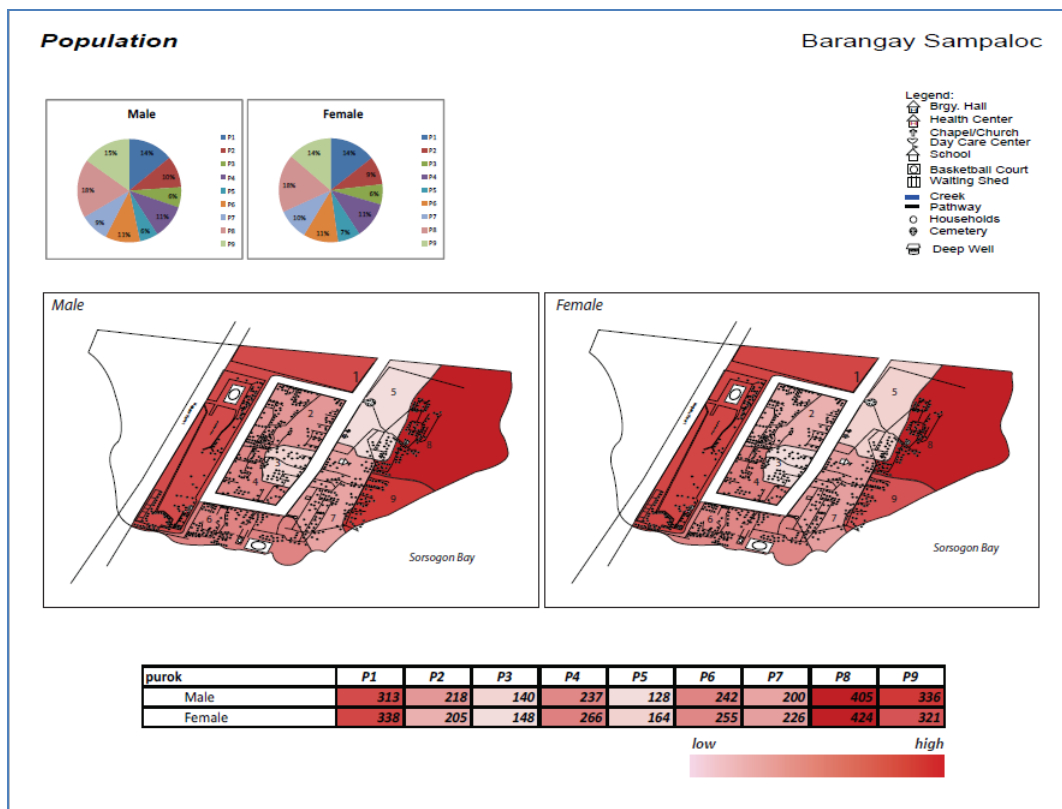 Population
Barangay Sampaloc
Male
14%
10%
6%
11%
6%
11%
9%
18%
15%
P1
P2
P3
P4
P5
P6
P7
P8
P9
Female
14%
9%
6%
11%
7%
11%
10%
18%
14%
P1
P2
P3
P4
P5
P6
P7
P8
P9
Legend:
Brgy. Hall
Health Center
Chapel/Church
Day Care Center
School
Basketball Court
Waiting Shed
Creek
Pathway
Households
Cemetery
Deep Well
Male
1
2
5
8
9
6
Sorsogon Bay
Female
1
2
5
3
8
4
9
6
7
Sorsogon Bay
purok P1 P2 P3 P4 P5 P6 P7 P8 P9
Male 313 218 140 237 128 242 200 405 336
Female 338 205 148 266 164 255 226 424 321
low high